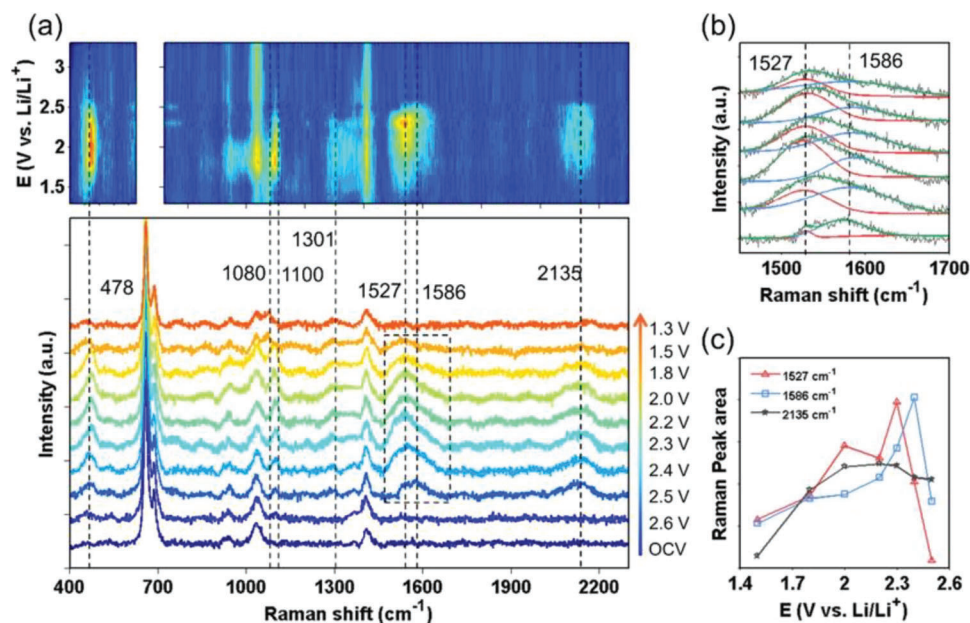 (a)
E (V vs. Li/Li⁺)
3
2.5
2
1.5
478
1080
1100
1301
1527
1586
2135
Intensity (a.u.)
1.3 V
1.5 V
1.8 V
2.0 V
2.2 V
2.3 V
2.4 V
2.5 V
2.6 V
OCV
400 700 1000 1300 1600 1900 2200
Raman shift (cm⁻¹)
(b)
1527 1586
Intensity (a.u.)
1500 1600 1700
Raman shift (cm⁻¹)
(c)
1527 cm⁻¹
1586 cm⁻¹
2135 cm⁻¹
Raman Peak area
1.4 1.7 2 2.3 2.6
E (V vs. Li/Li⁺)